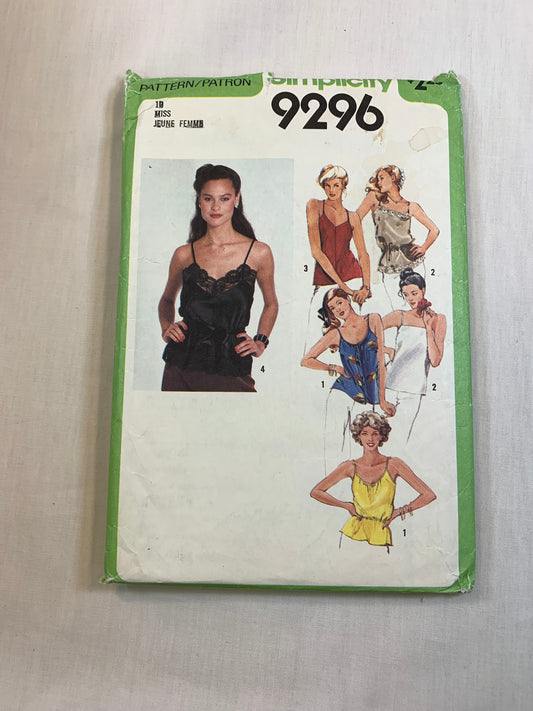 PATTERN/PATRON
Simplicity
9296
10
MISS
JEUNE FEMME
3
2
1
2
4
1